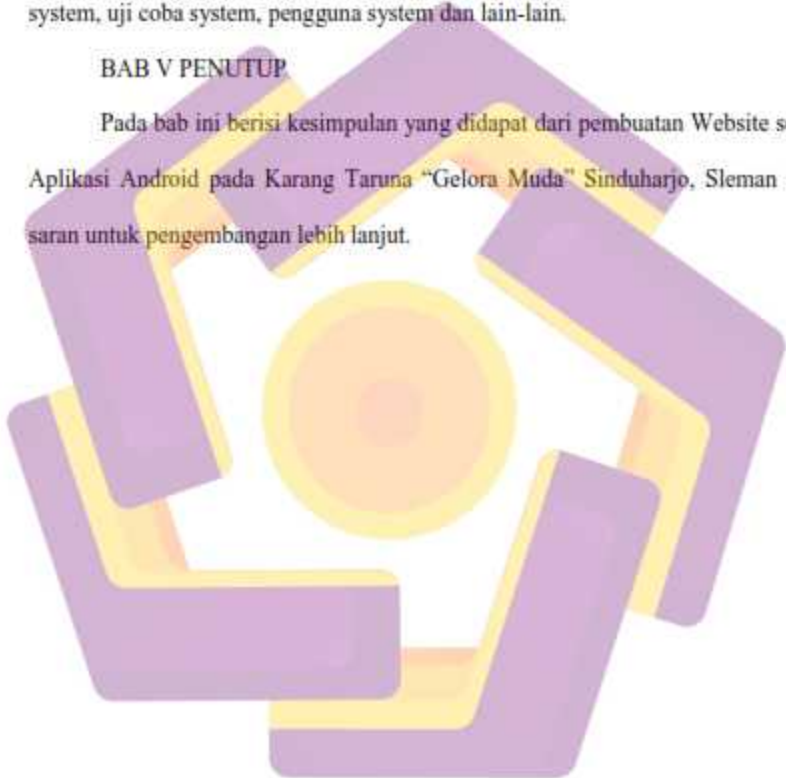 system, uji coba system, pengguna system dan lain-lain.
BAB V PENUTUP
Pada bab ini berisi kesimpulan yang didapat dari pembuatan Website
Aplikasi Android pada Karang Taruna “Gelora Muda” Sinduharjo, Sleman
saran untuk pengembangan lebih lanjut.